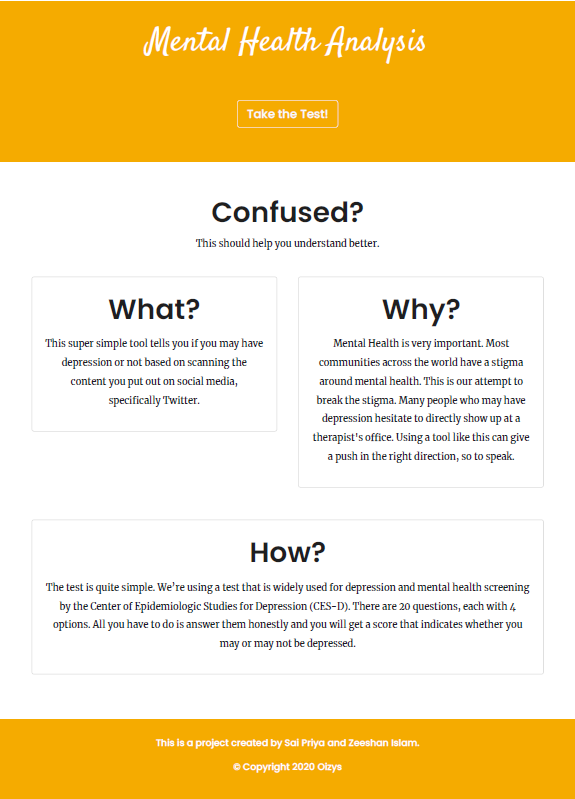 Mental Health Analysis
Take the Test!
Confused?
This should help you understand better.
What?
This super simple tool tells you if you may have
depression or not based on scanning the
content you put out on social media,
specifically Twitter.
Why?
Mental Health is very important. Most
communities across the world have a stigma
around mental health. This is our attempt to
break the stigma. Many people who may have
depression hesitate to directly show up at a
therapist's office. Using a tool like this can give
a push in the right direction, so to speak.
How?
The test is quite simple. We're using a test that is widely used for depression and mental health screening
by the Center of Epidemiologic Studies for Depression (CES-D). There are 20 questions, each with 4
options. All you have to do is answer them honestly and you will get a score that indicates whether you
may or may not be depressed.
This is a project created by Sai Priya and Zeeshan Islam.
© Copyright 2020 Oizys